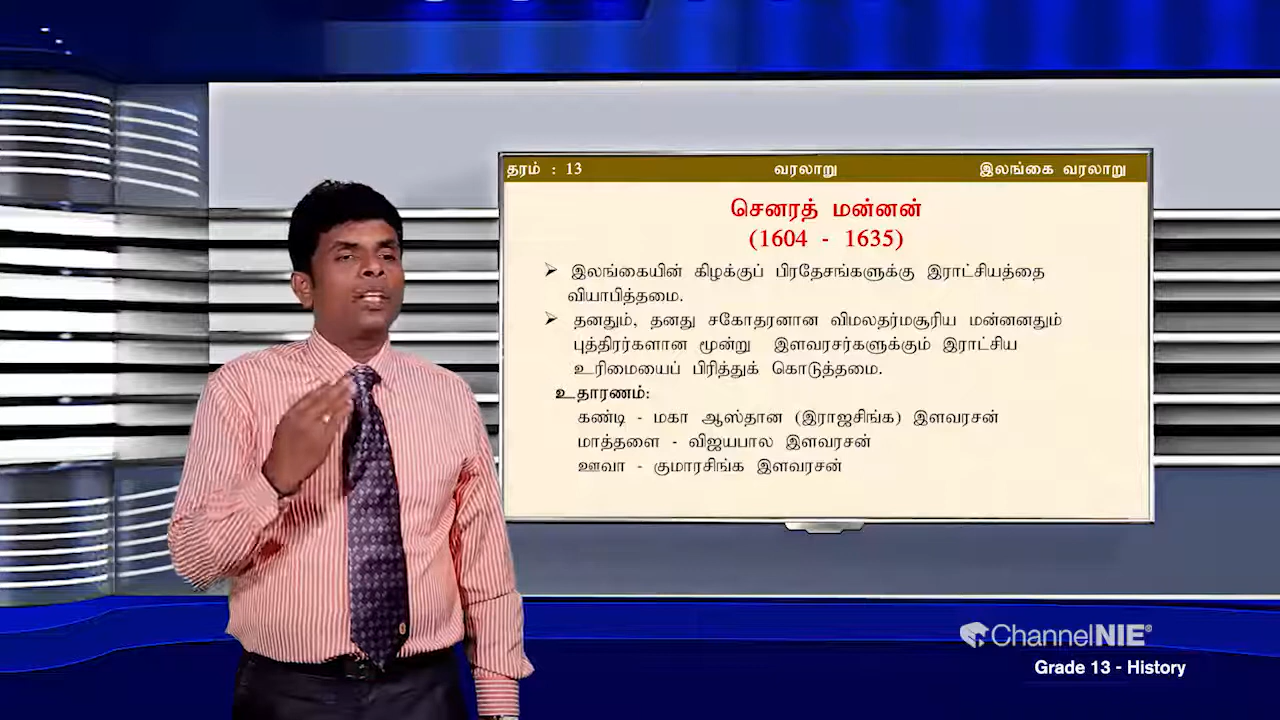 தரம் : 13 வரலாறு இலங்கை வரலாறு
செனரத் மன்னன்
(1604 - 1635)
➢ இலங்கையின் கிழக்குப் பிரதேசங்களுக்கு இராட்சியத்தை
வியாபித்தமை.
➢ தனதும், தனது சகோதரனான விமலதர்மசூரிய மன்னனதும்
புத்திரர்களான மூன்று இளவரசர்களுக்கும் இராட்சிய
உரிமையைப் பிரித்துக் கொடுத்தமை.
உதாரணம்:
கண்டி - மகா ஆஸ்தான (இராஜசிங்க) இளவரசன்
மாத்தளை - விஜயபால இளவரசன்
ஊவா - குமாரசிங்க இளவரசன்
ChannelNIE®
Grade 13 - History